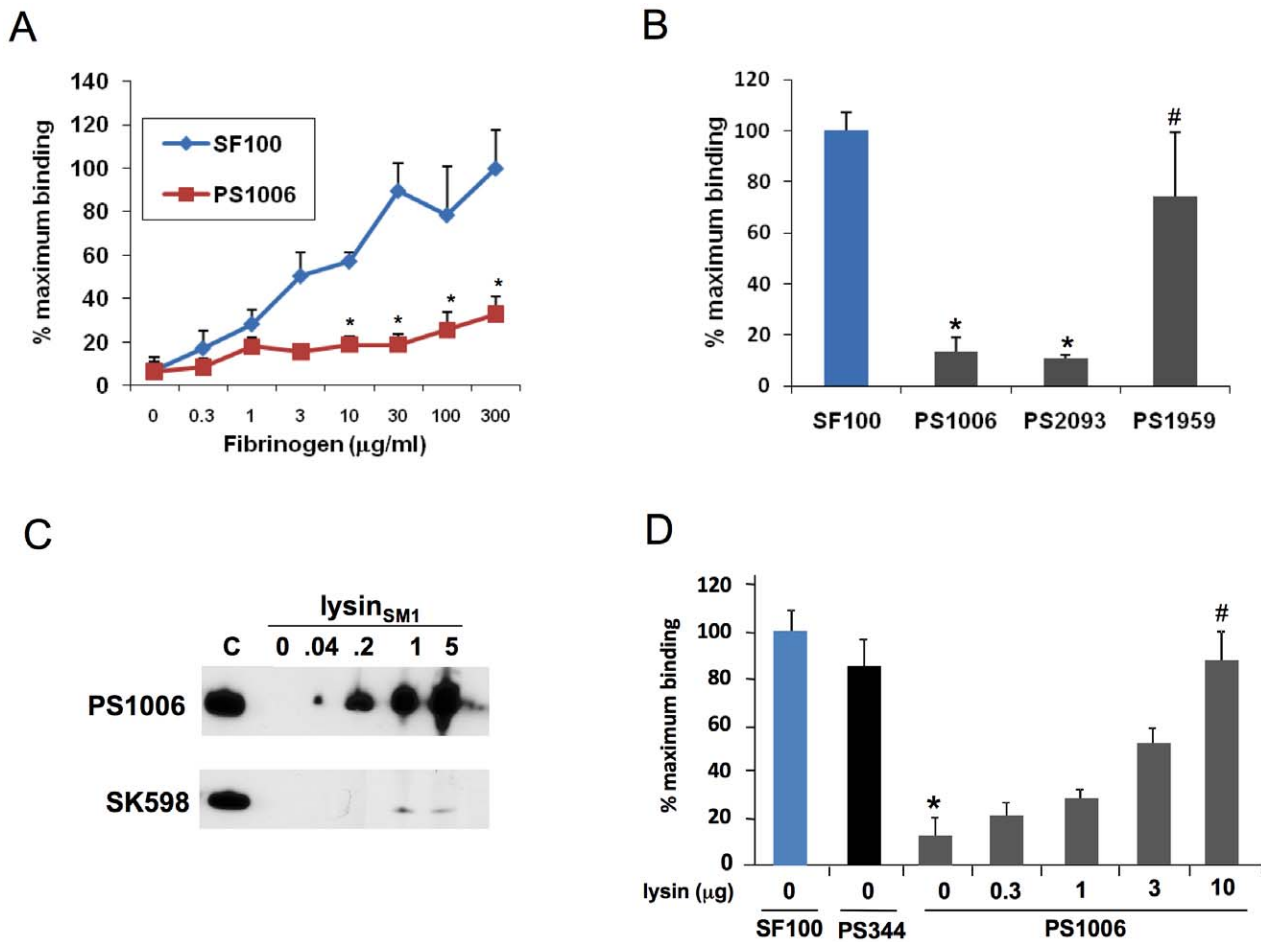 A
140
120
100
80
60
40
20
0
% maximum binding
SF100
PS1006
* * * *
0 0.3 1 3 10 30 100 300
Fibrinogen (μg/ml)
B
120
100
80
60
40
20
0
% maximum binding
* * #
SF100 PS1006 PS2093 PS1959
C
lysinSM1
C 0 .04 .2 1 5
PS1006
SK598
D
120
100
80
60
40
20
0
% maximum binding
* #
lysin (μg) 0 0 0 0.3 1 3 10
SF100 PS344 PS1006